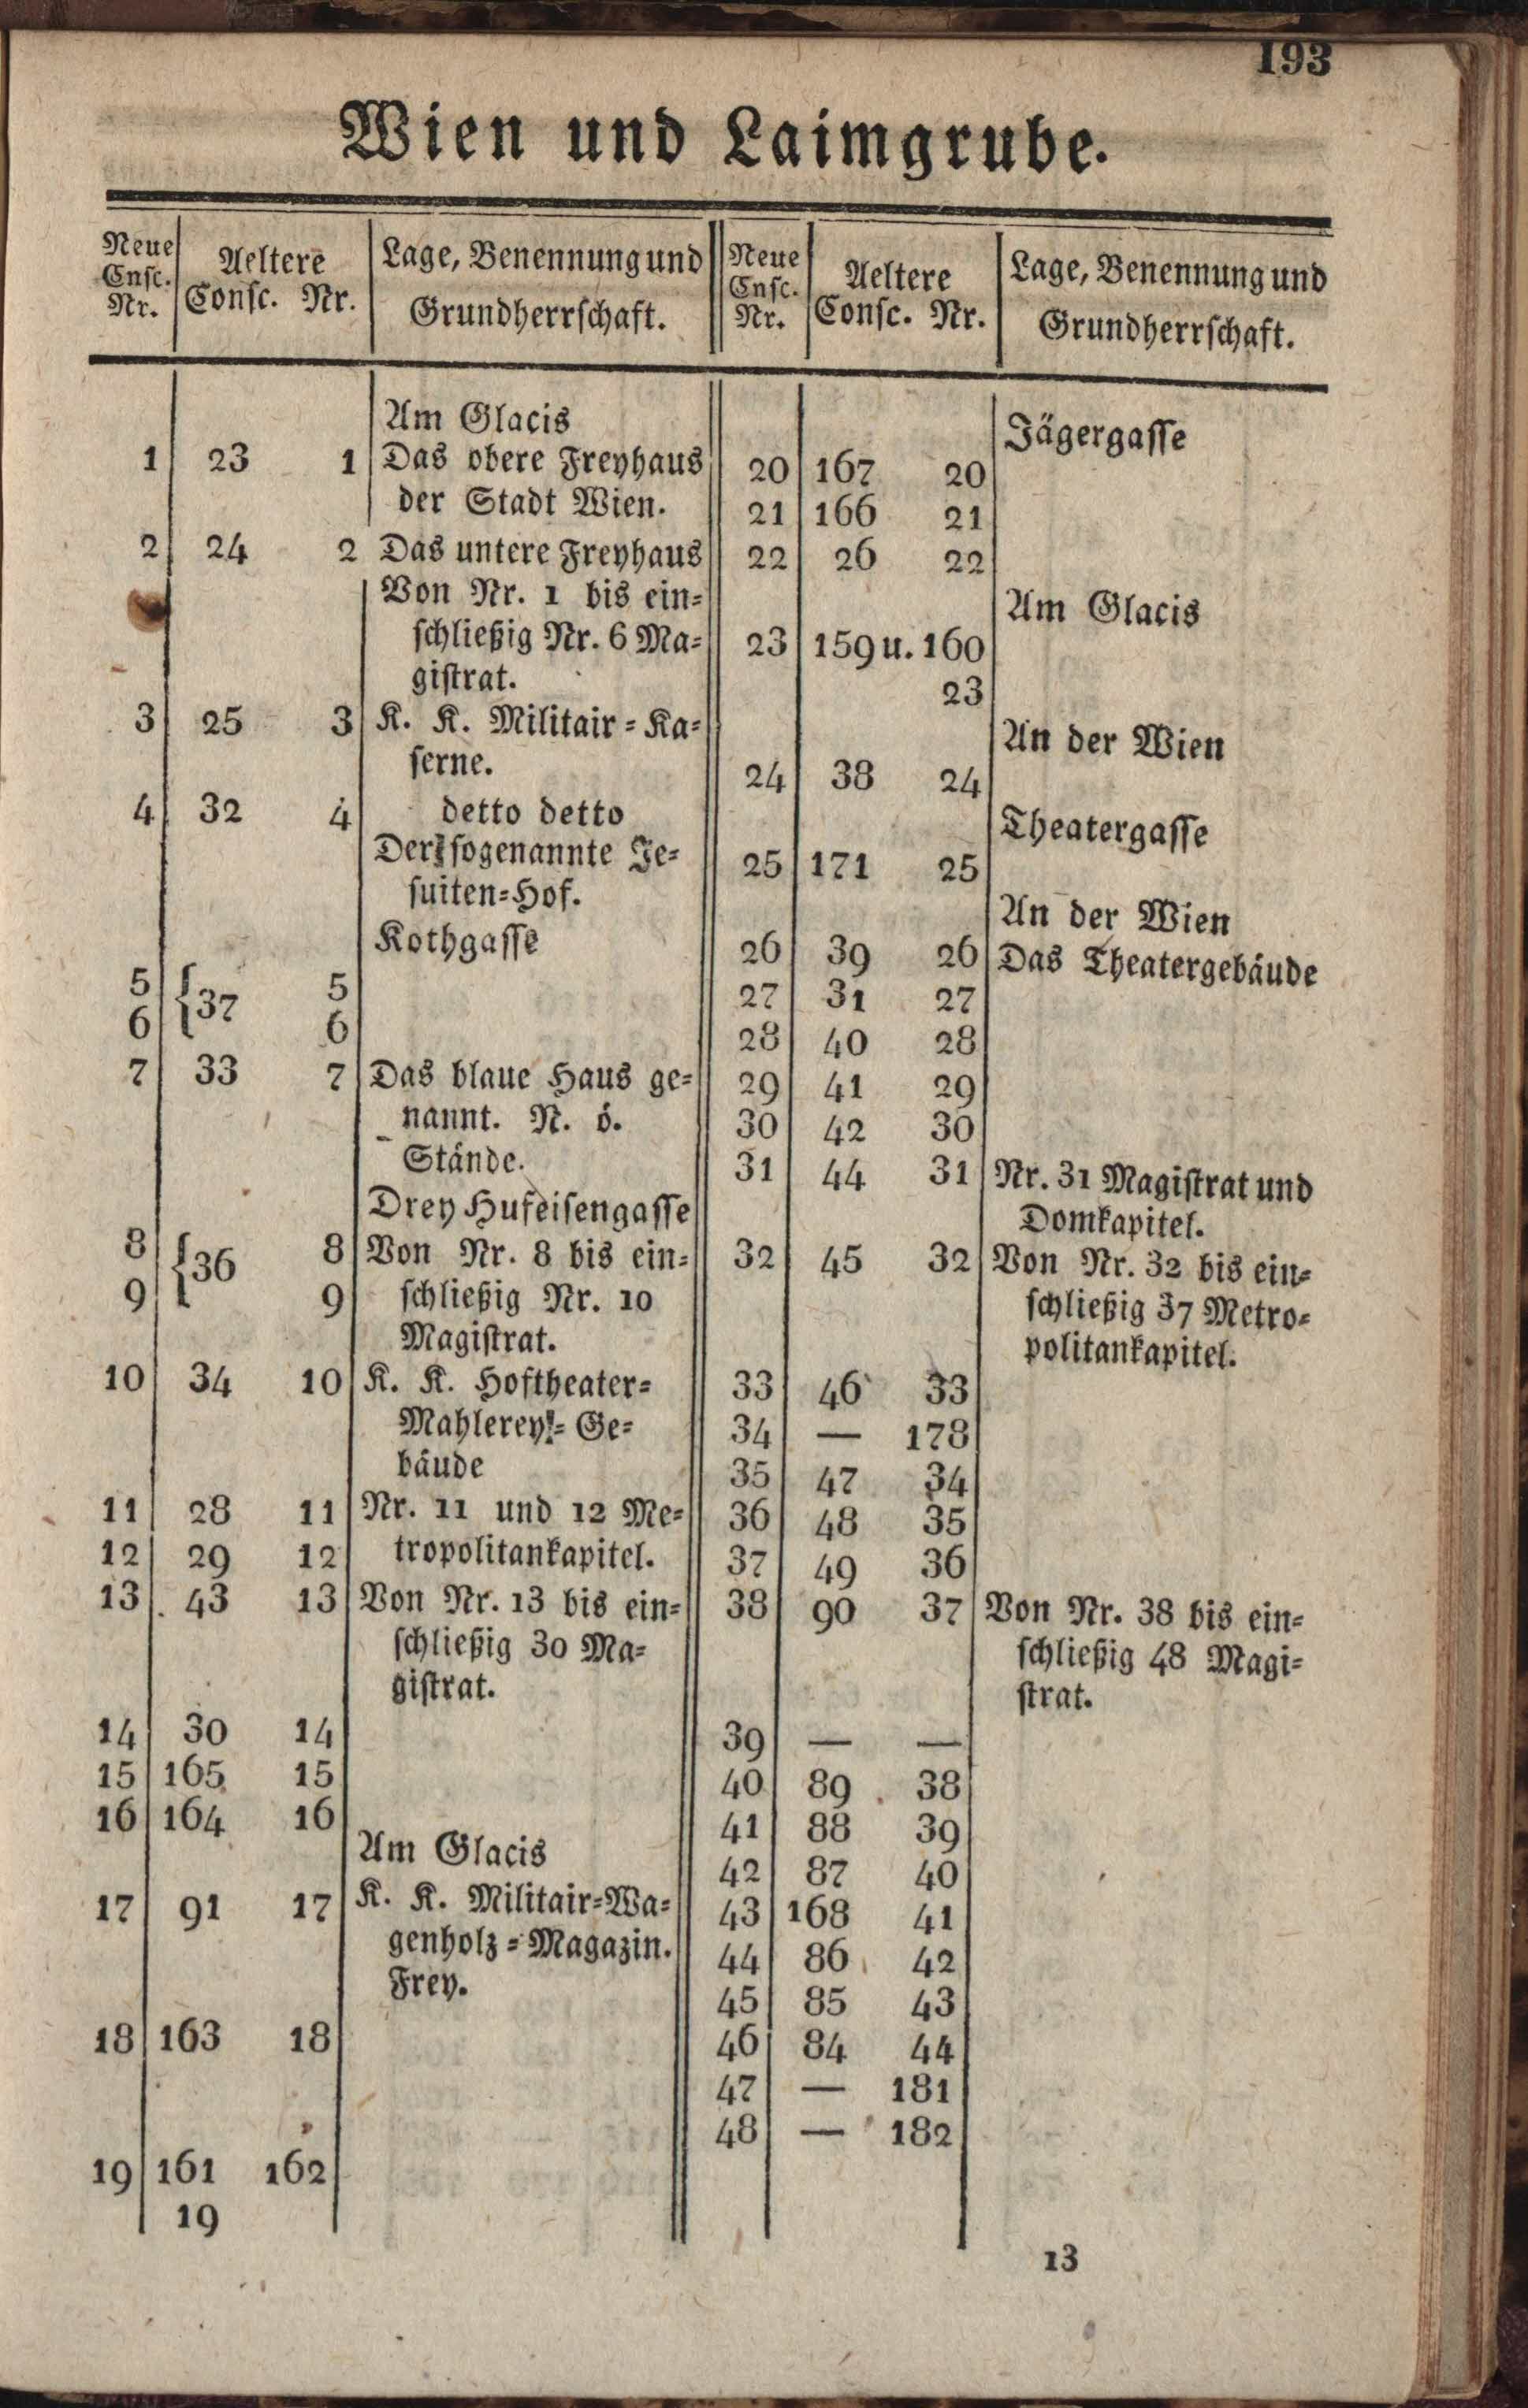 193
Wien und Laimgrube.
Neue Cnsc. Nr.
Aeltere Consc. Nr.
Lage, Benennung und Grundherrschaft.
Neue Cnsc. Nr.
Aeltere Consc. Nr.
Lage, Benennung und Grundherrschaft.
Am Glacis
1 23 1 Das obere Freyhaus
der Stadt Wien.
2 24 2 Das untere Freyhaus
Von Nr. 1 bis ein=
schließig Nr. 6 Ma=
gistrat.
3 25 3 K. K. Militair=Ka=
serne.
4 32 4 detto detto
Der sogenannte Je=
suiten=Hof.
Kothgasse
5 {37 5
6 6
7 33 7 Das blaue Haus ge=
nannt. N. ö.
Stände.
Drey Hufeisengasse
8 {36 8 Von Nr. 8 bis ein=
9 9 schließig Nr. 10
Magistrat.
10 34 10 K. K. Hoftheater=
Mahlerey!=Ge=
bäude
11 28 11 Nr. 11 und 12 Me=
12 29 12 tropolitankapitel.
13 43 13 Von Nr. 13 bis ein=
schließig 30 Ma=
gistrat.
14 30 14
15 165 15
16 164 16
Am Glacis
17 91 17 K. K. Militair=Wa=
genholz=Magazin.
Frey.
18 163 18
19 161 162
19
Jägergasse
20 167 20
21 166 21
22 26 22
Am Glacis
23 159 u. 160
23
An der Wien
24 38 24
Theatergasse
25 171 25
An der Wien
26 39 26 Das Theatergebäude
27 31 27
28 40 28
29 41 29
30 42 30
31 44 31 Nr. 31 Magistrat und
Domkapitel.
32 45 32 Von Nr. 32 bis ein=
schließig 37 Metro=
politankapitel.
33 46 33
34 — 178
35 47 34
36 48 35
37 49 36
38 90 37 Von Nr. 38 bis ein=
schließig 48 Magi=
strat.
39 — —
40 89 38
41 88 39
42 87 40
43 168 41
44 86 42
45 85 43
46 84 44
47 — 181
48 — 182
13